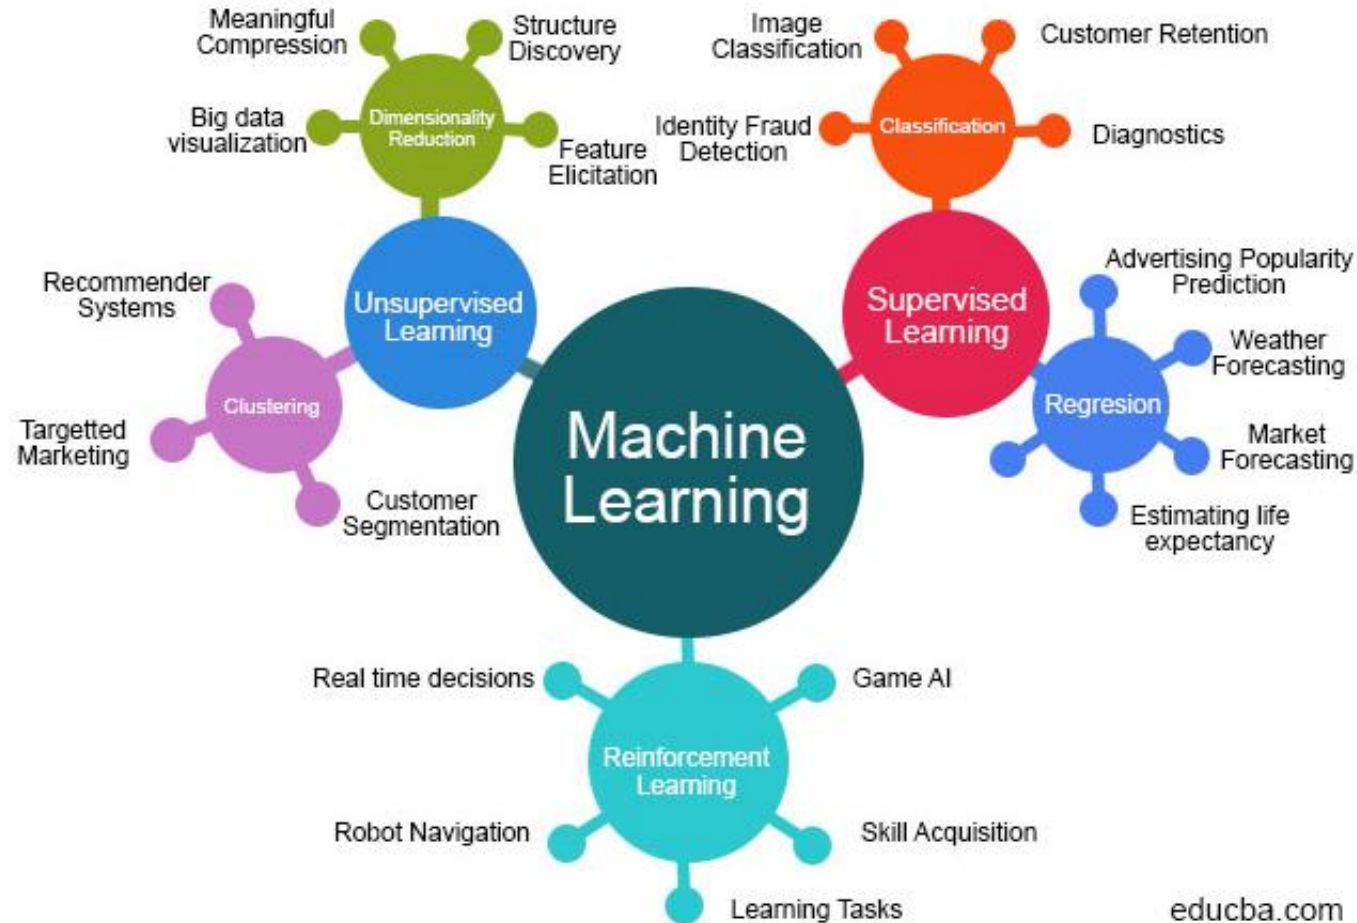 Meaningful
Compression
Structure
Discovery
Big data
visualization
Dimensionality
Reduction
Feature
Elicitation
Image
Classification
Customer Retention
Identity Fraud
Detection
Classification
Diagnostics
Recommender
Systems
Unsupervised
Learning
Clustering
Targetted
Marketing
Customer
Segmentation
Machine
Learning
Supervised
Learning
Advertising Popularity
Prediction
Weather
Forecasting
Regresion
Market
Forecasting
Estimating life
expectancy
Real time decisions
Game AI
Reinforcement
Learning
Robot Navigation
Skill Acquisition
Learning Tasks
educba.com